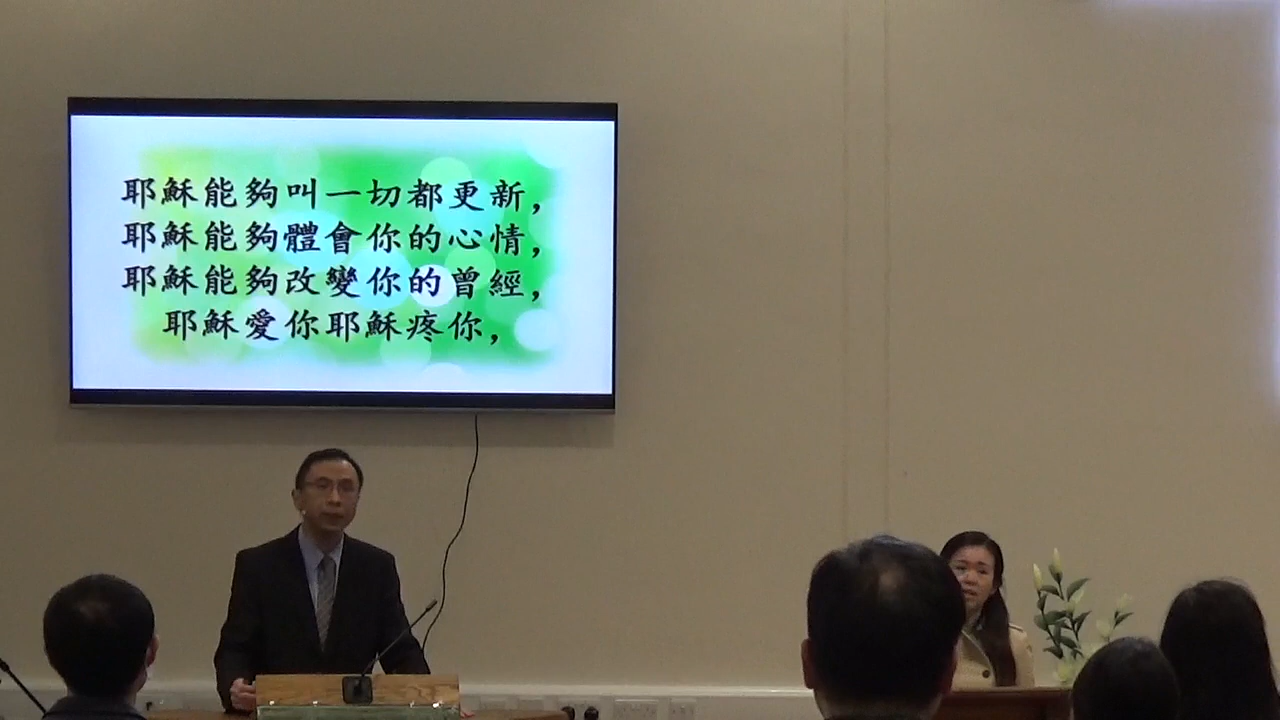 耶穌能夠叫一切都更新,
耶穌能夠體會你的心情,
耶穌能夠改變你的曾經,
耶穌愛你耶穌疼你,